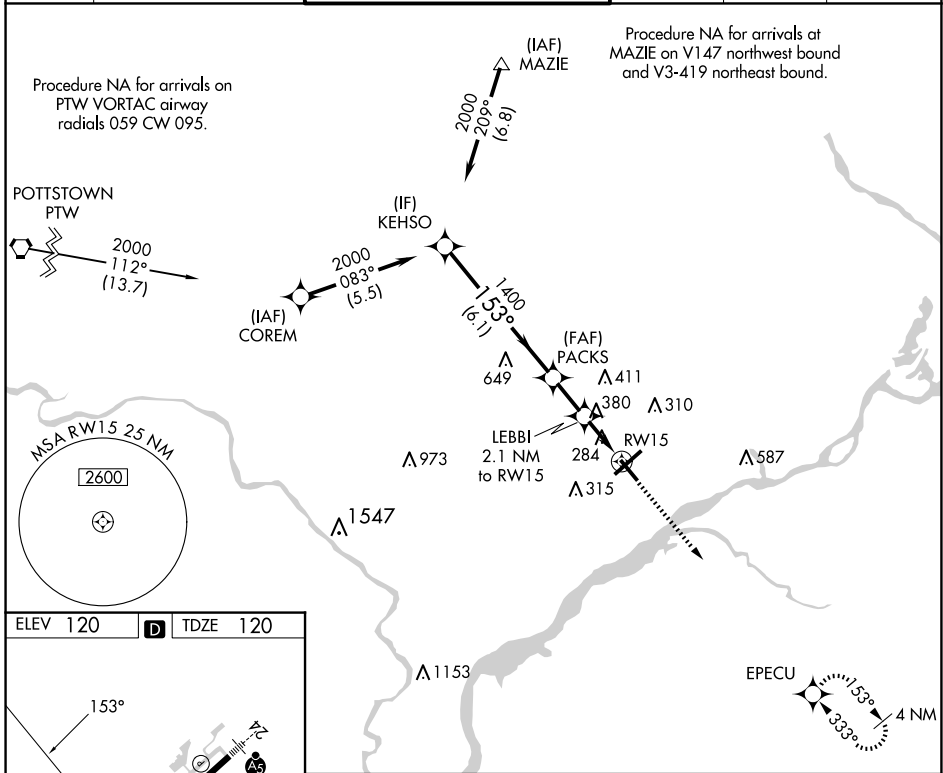 Procedure NA for arrivals on
PTW VORTAC airway
radials 059 CW 095.
(IAF)
MAZIE
Procedure NA for arrivals at
MAZIE on V147 northwest bound
and V3-419 northeast bound.
2000
209°
(6.8)
POTTSTOWN
PTW
2000
112°
(13.7)
(IF)
KEHSO
2000
083°
(5.5)
(IAF)
COREM
1400
153°
(6.1)
(FAF)
PACKS
649
411
380
310
LEBBI
2.1 NM
to RW15
284
RW15
973
315
587
1547
MSA RW15 25 NM
2600
1153
EPECU
153°
333°
4 NM
ELEV 120
D
TDZE 120
153°
24
P
A5